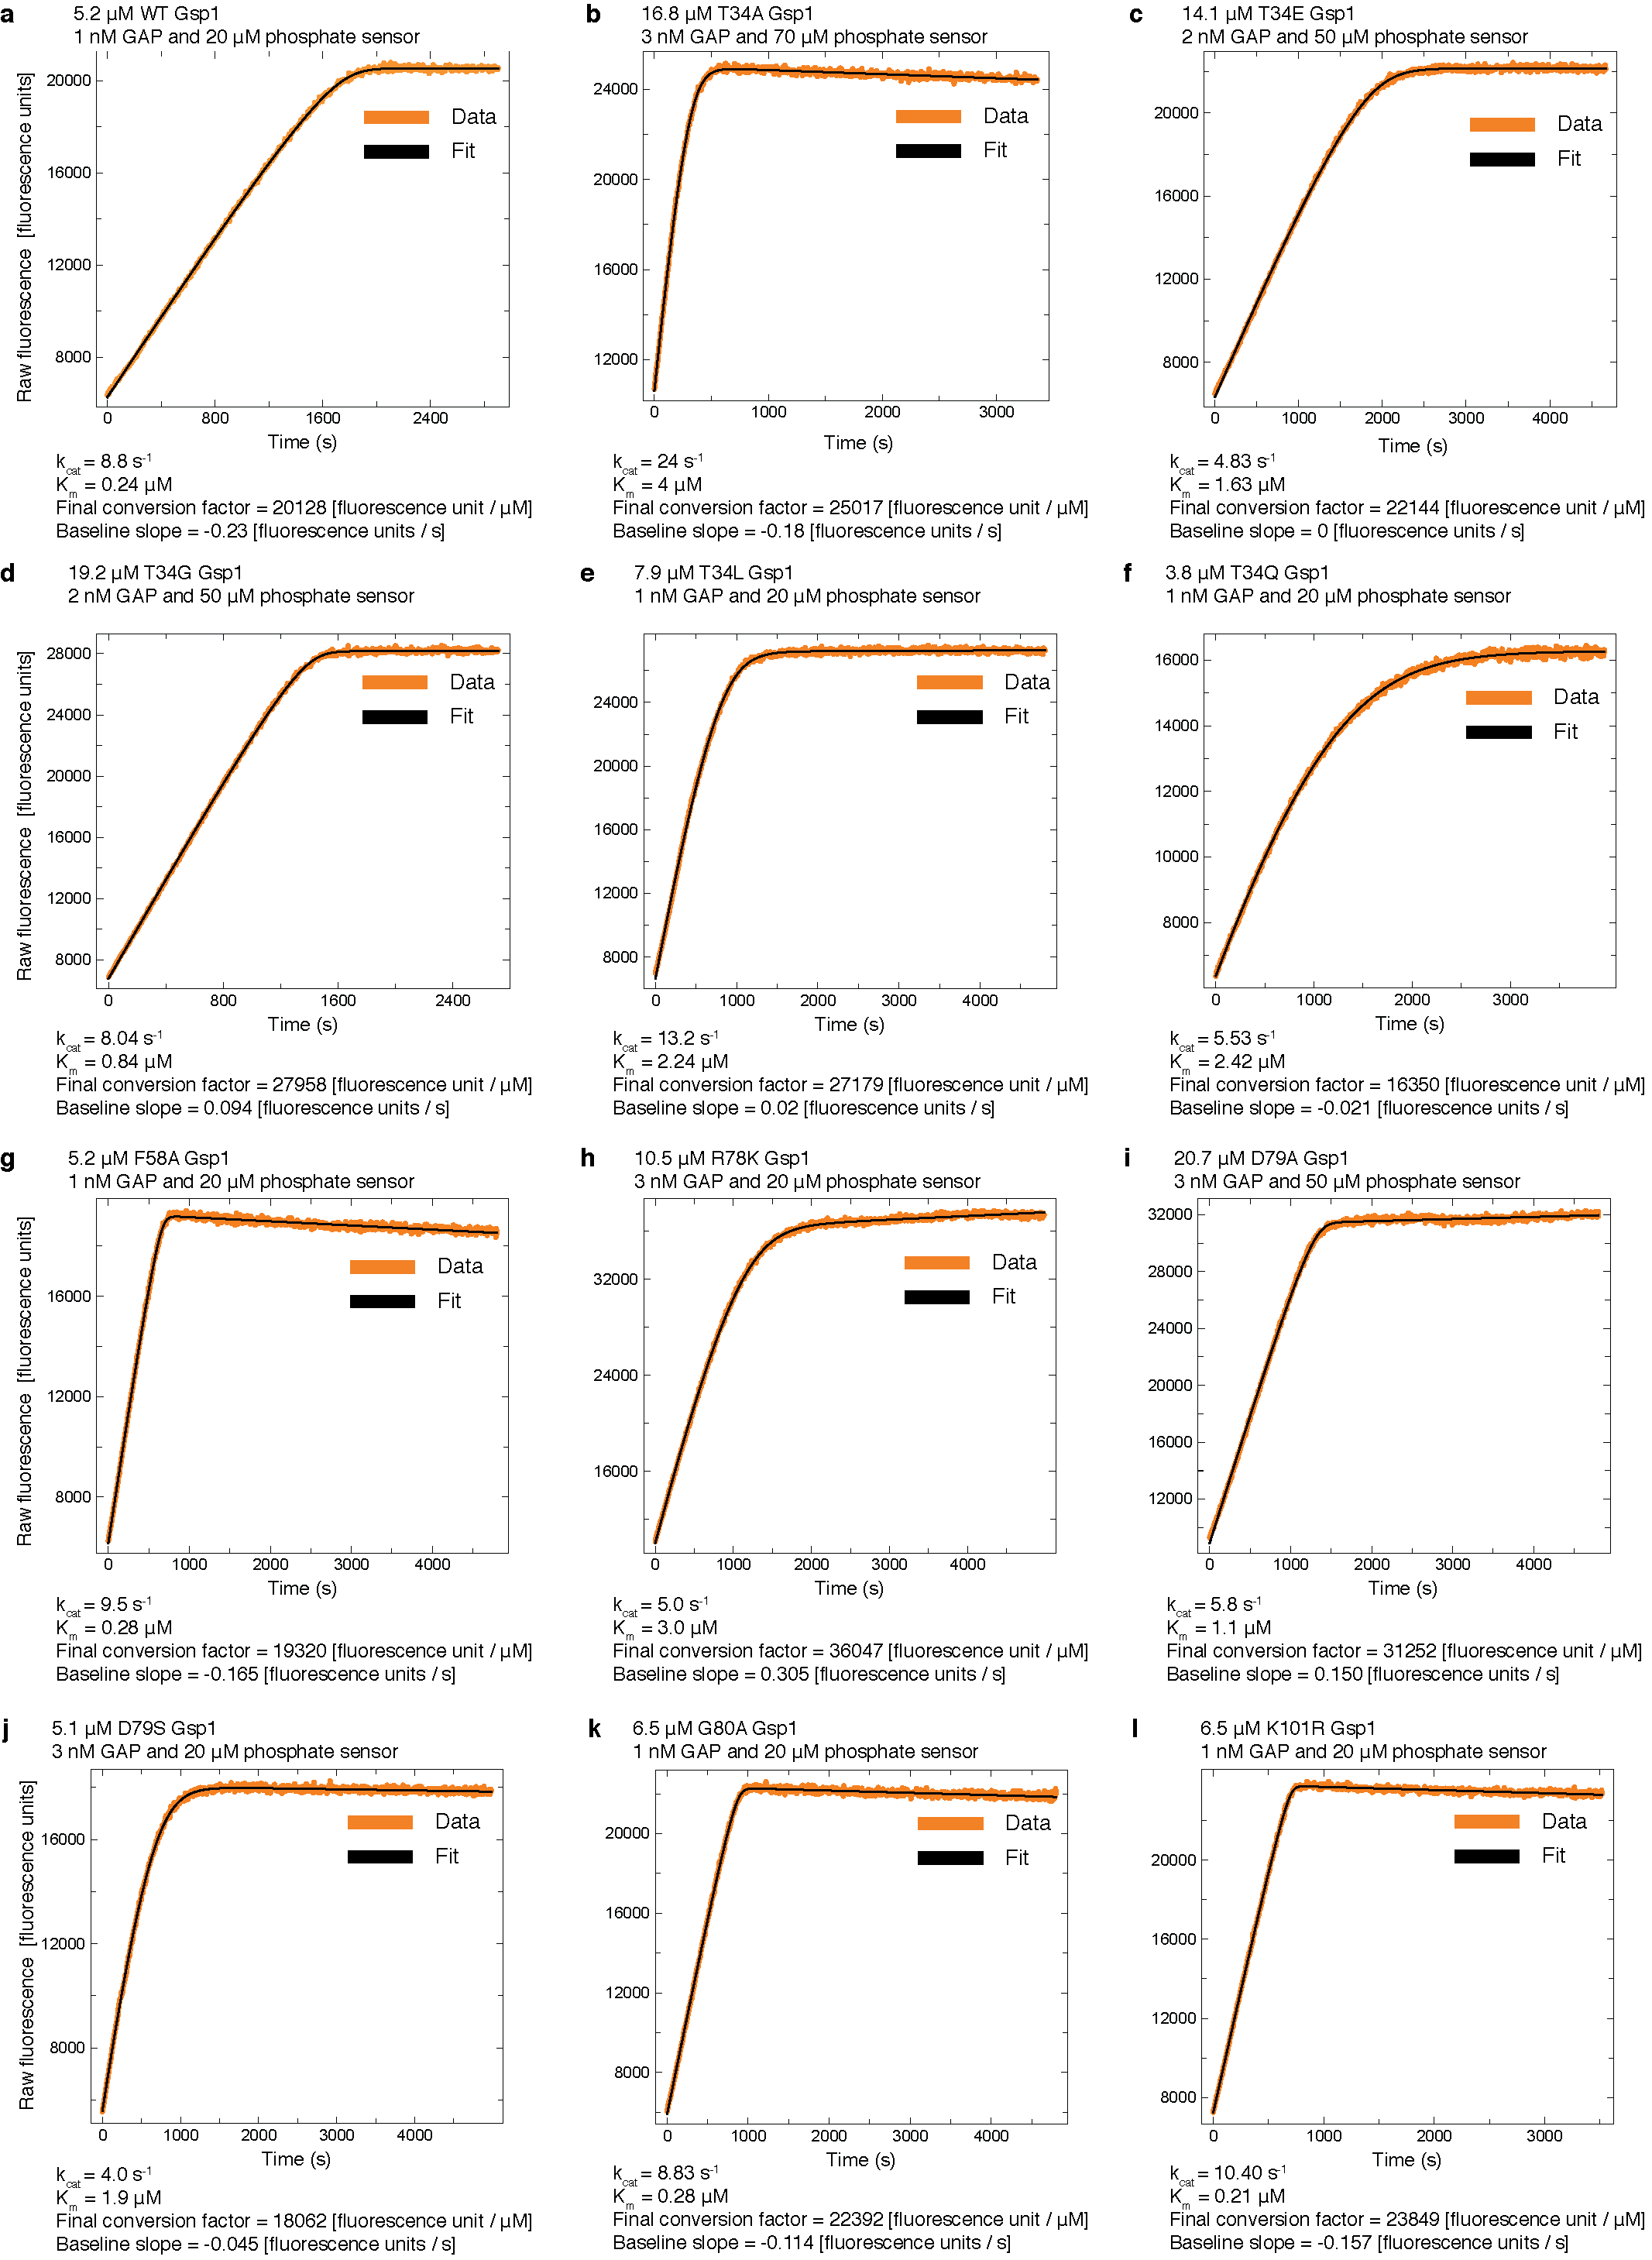 a
5.2 µM WT Gsp1
1 nM GAP and 20 µM phosphate sensor
Raw fluorescence [fluorescence units]
20000
16000
12000
8000
Data
Fit
0 800 1600 2400
Time (s)
kcat = 8.8 s-1
Km = 0.24 µM
Final conversion factor = 20128 [fluorescence unit / µM]
Baseline slope = -0.23 [fluorescence units / s]
b
16.8 µM T34A Gsp1
3 nM GAP and 70 µM phosphate sensor
24000
20000
16000
12000
Data
Fit
0 1000 2000 3000
Time (s)
kcat = 24 s-1
Km = 4 µM
Final conversion factor = 25017 [fluorescence unit / µM]
Baseline slope = -0.18 [fluorescence units / s]
c
14.1 µM T34E Gsp1
2 nM GAP and 50 µM phosphate sensor
20000
16000
12000
8000
Data
Fit
0 1000 2000 3000 4000
Time (s)
kcat = 4.83 s-1
Km = 1.63 µM
Final conversion factor = 22144 [fluorescence unit / µM]
Baseline slope = 0 [fluorescence units / s]
d
19.2 µM T34G Gsp1
2 nM GAP and 50 µM phosphate sensor
Raw fluorescence [fluorescence units]
28000
24000
20000
16000
12000
8000
Data
Fit
0 800 1600 2400
Time (s)
kcat = 8.04 s-1
Km = 0.84 µM
Final conversion factor = 27958 [fluorescence unit / µM]
Baseline slope = 0.094 [fluorescence units / s]
e
7.9 µM T34L Gsp1
1 nM GAP and 20 µM phosphate sensor
24000
20000
16000
12000
8000
Data
Fit
0 1000 2000 3000 4000
Time (s)
kcat = 13.2 s-1
Km = 2.24 µM
Final conversion factor = 27179 [fluorescence unit / µM]
Baseline slope = 0.02 [fluorescence units / s]
f
3.8 µM T34Q Gsp1
1 nM GAP and 20 µM phosphate sensor
16000
14000
12000
10000
8000
Data
Fit
0 1000 2000 3000
Time (s)
kcat = 5.53 s-1
Km = 2.42 µM
Final conversion factor = 16350 [fluorescence unit / µM]
Baseline slope = -0.021 [fluorescence units / s]
g
5.2 µM F58A Gsp1
1 nM GAP and 20 µM phosphate sensor
Raw fluorescence [fluorescence units]
16000
12000
8000
Data
Fit
0 1000 2000 3000 4000
Time (s)
kcat = 9.5 s-1
Km = 0.28 µM
Final conversion factor = 19320 [fluorescence unit / µM]
Baseline slope = -0.165 [fluorescence units / s]
h
10.5 µM R78K Gsp1
3 nM GAP and 20 µM phosphate sensor
32000
24000
16000
Data
Fit
0 1000 2000 3000 4000
Time (s)
kcat = 5.0 s-1
Km = 3.0 µM
Final conversion factor = 36047 [fluorescence unit / µM]
Baseline slope = 0.305 [fluorescence units / s]
i
20.7 µM D79A Gsp1
3 nM GAP and 50 µM phosphate sensor
32000
28000
24000
20000
16000
12000
0 1000 2000 3000 4000
Time (s)
kcat = 5.8 s-1
Km = 1.1 µM
Final conversion factor = 31252 [fluorescence unit / µM]
Baseline slope = 0.150 [fluorescence units / s]
j
5.1 µM D79S Gsp1
3 nM GAP and 20 µM phosphate sensor
Raw fluorescence [fluorescence units]
16000
12000
8000
Data
Fit
0 1000 2000 3000 4000
Time (s)
kcat = 4.0 s-1
Km = 1.9 µM
Final conversion factor = 18062 [fluorescence unit / µM]
Baseline slope = -0.045 [fluorescence units / s]
k
6.5 µM G80A Gsp1
1 nM GAP and 20 µM phosphate sensor
20000
16000
12000
8000
Data
Fit
0 1000 2000 3000 4000
Time (s)
kcat = 8.83 s-1
Km = 0.28 µM
Final conversion factor = 22392 [fluorescence unit / µM]
Baseline slope = -0.114 [fluorescence units / s]
l
6.5 µM K101R Gsp1
1 nM GAP and 20 µM phosphate sensor
20000
16000
12000
8000
Data
Fit
0 1000 2000 3000
Time (s)
kcat = 10.40 s-1
Km = 0.21 µM
Final conversion factor = 23849 [fluorescence unit / µM]
Baseline slope = -0.157 [fluorescence units / s]